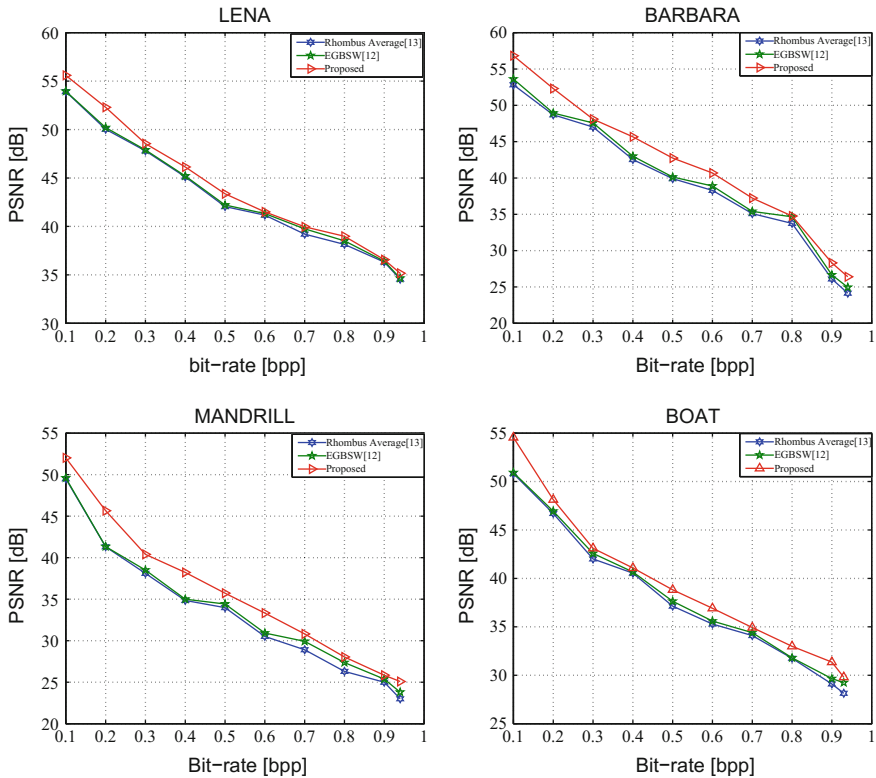 LENA
60
55
50
45
40
35
30
PSNR [dB]
Rhombus Average[13]
EGBSW[12]
Proposed
0.1 0.2 0.3 0.4 0.5 0.6 0.7 0.8 0.9 1
bit−rate [bpp]
BARBARA
60
55
50
45
40
35
30
25
20
PSNR [dB]
Rhombus Average[13]
EGBSW[12]
Proposed
0.1 0.2 0.3 0.4 0.5 0.6 0.7 0.8 0.9 1
Bit−rate [bpp]
MANDRILL
55
50
45
40
35
30
25
20
PSNR [dB]
Rhombus Average[13]
EGBSW[12]
Proposed
0.1 0.2 0.3 0.4 0.5 0.6 0.7 0.8 0.9 1
Bit−rate [bpp]
BOAT
55
50
45
40
35
30
25
PSNR [dB]
Rhombus Average[13]
EGBSW[12]
Proposed
0.1 0.2 0.3 0.4 0.5 0.6 0.7 0.8 0.9 1
Bit−rate [bpp]